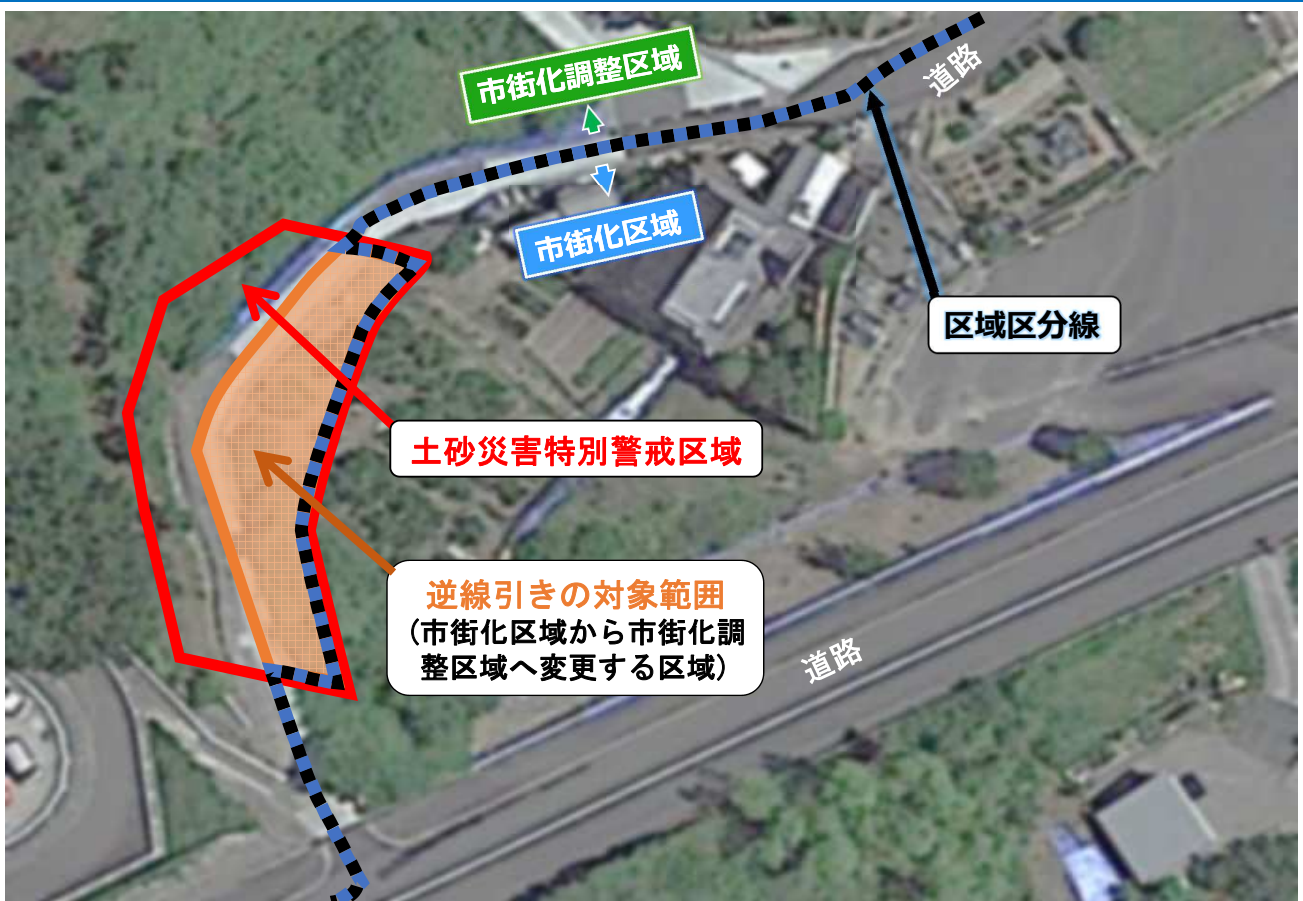 市街化調整区域
道路
市街化区域
区域区分線
土砂災害特別警戒区域
逆線引きの対象範囲
(市街化区域から市街化調
整区域へ変更する区域)
道路